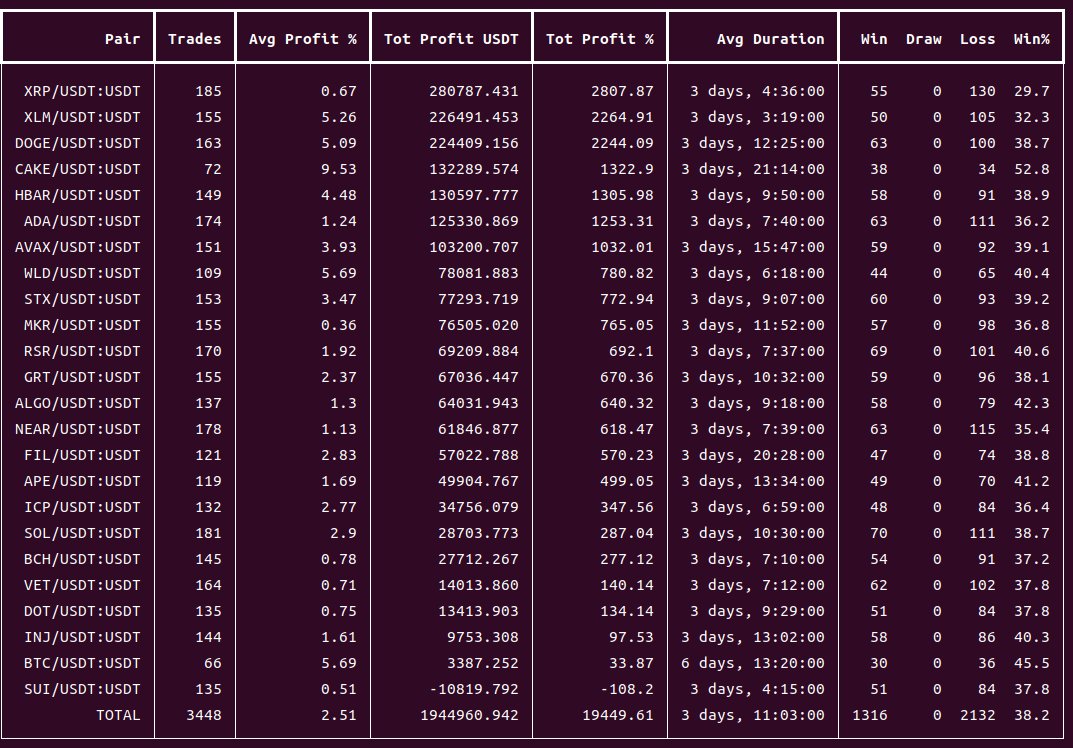 Pair Trades Avg Profit % Tot Profit USDT Tot Profit % Avg Duration Win Draw Loss Win%
XRP/USDT:USDT 185 0.67 280787.431 2807.87 3 days, 4:36:00 55 0 130 29.7
XLM/USDT:USDT 155 5.26 226491.453 2264.91 3 days, 3:19:00 50 0 105 32.3
DOGE/USDT:USDT 163 5.09 224409.156 2244.09 3 days, 12:25:00 63 0 100 38.7
CAKE/USDT:USDT 72 9.53 132289.574 1322.9 3 days, 21:14:00 38 0 34 52.8
HBAR/USDT:USDT 149 4.48 130597.777 1305.98 3 days, 9:50:00 58 0 91 38.9
ADA/USDT:USDT 174 1.24 125330.869 1253.31 3 days, 7:40:00 63 0 111 36.2
AVAX/USDT:USDT 151 3.93 103200.707 1032.01 3 days, 15:47:00 59 0 92 39.1
WLD/USDT:USDT 109 5.69 78081.883 780.82 3 days, 6:18:00 44 0 65 40.4
STX/USDT:USDT 153 3.47 77293.719 772.94 3 days, 9:07:00 60 0 93 39.2
MKR/USDT:USDT 155 0.36 76505.020 765.05 3 days, 11:52:00 57 0 98 36.8
RSR/USDT:USDT 170 1.92 69209.884 692.1 3 days, 7:37:00 69 0 101 40.6
GRT/USDT:USDT 155 2.37 67036.447 670.36 3 days, 10:32:00 59 0 96 38.1
ALGO/USDT:USDT 137 1.3 64031.943 640.32 3 days, 9:18:00 58 0 79 42.3
NEAR/USDT:USDT 178 1.13 61846.877 618.47 3 days, 7:39:00 63 0 115 35.4
FIL/USDT:USDT 121 2.83 57022.788 570.23 3 days, 20:28:00 47 0 74 38.8
APE/USDT:USDT 119 1.69 49904.767 499.05 3 days, 13:34:00 49 0 70 41.2
ICP/USDT:USDT 132 2.77 34756.079 347.56 3 days, 6:59:00 48 0 84 36.4
SOL/USDT:USDT 181 2.9 28703.773 287.04 3 days, 10:30:00 70 0 111 38.7
BCH/USDT:USDT 145 0.78 27712.267 277.12 3 days, 7:10:00 54 0 91 37.2
VET/USDT:USDT 164 0.71 14013.860 140.14 3 days, 7:12:00 62 0 102 37.8
DOT/USDT:USDT 135 0.75 13413.903 134.14 3 days, 9:29:00 51 0 84 37.8
INJ/USDT:USDT 144 1.61 9753.308 97.53 3 days, 13:02:00 58 0 86 40.3
BTC/USDT:USDT 66 5.69 3387.252 33.87 6 days, 13:20:00 30 0 36 45.5
SUI/USDT:USDT 135 0.51 -10819.792 -108.2 3 days, 4:15:00 51 0 84 37.8
TOTAL 3448 2.51 1944960.942 19449.61 3 days, 11:03:00 1316 0 2132 38.2